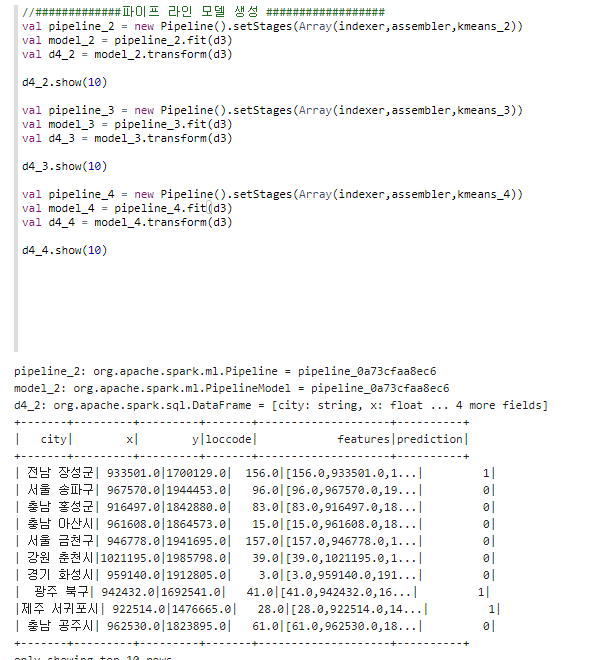 //#############파이프 라인 모델 생성 ##################
val pipeline_2 = new Pipeline().setStages(Array(indexer,assembler,kmeans_2))
val model_2 = pipeline_2.fit(d3)
val d4_2 = model_2.transform(d3)
d4_2.show(10)
val pipeline_3 = new Pipeline().setStages(Array(indexer,assembler,kmeans_3))
val model_3 = pipeline_3.fit(d3)
val d4_3 = model_3.transform(d3)
d4_3.show(10)
val pipeline_4 = new Pipeline().setStages(Array(indexer,assembler,kmeans_4))
val model_4 = pipeline_4.fit(d3)
val d4_4 = model_4.transform(d3)
d4_4.show(10)
pipeline_2: org.apache.spark.ml.Pipeline = pipeline_0a73cfaa8ec6
model_2: org.apache.spark.ml.PipelineModel = pipeline_0a73cfaa8ec6
d4_2: org.apache.spark.sql.DataFrame = [city: string, x: float ... 4 more fields]
+-------+---------+---------+-------+--------------------+----------+
|   city|        x|        y|loccode|            features|prediction|
+-------+---------+---------+-------+--------------------+----------+
| 전남 장성군| 933501.0|1700129.0|  156.0|[156.0,933501.0,1...|         1|
| 서울 송파구| 967570.0|1944453.0|   96.0|[96.0,967570.0,19...|         0|
| 충남 홍성군| 916497.0|1842880.0|   83.0|[83.0,916497.0,18...|         0|
| 충남 아산시| 961608.0|1864573.0|   15.0|[15.0,961608.0,18...|         0|
| 서울 금천구| 946778.0|1941695.0|  157.0|[157.0,946778.0,1...|         0|
| 강원 춘천시|1021195.0|1985798.0|   39.0|[39.0,1021195.0,1...|         0|
| 경기 화성시| 959140.0|1912805.0|    3.0|[3.0,959140.0,191...|         0|
|  광주 북구| 942432.0|1692541.0|   41.0|[41.0,942432.0,16...|         1|
|제주 서귀포시| 922514.0|1476665.0|   28.0|[28.0,922514.0,14...|         1|
| 충남 공주시| 962530.0|1823895.0|   61.0|[61.0,962530.0,18...|         0|
+-------+---------+---------+-------+--------------------+----------+
only showing top 10 rows